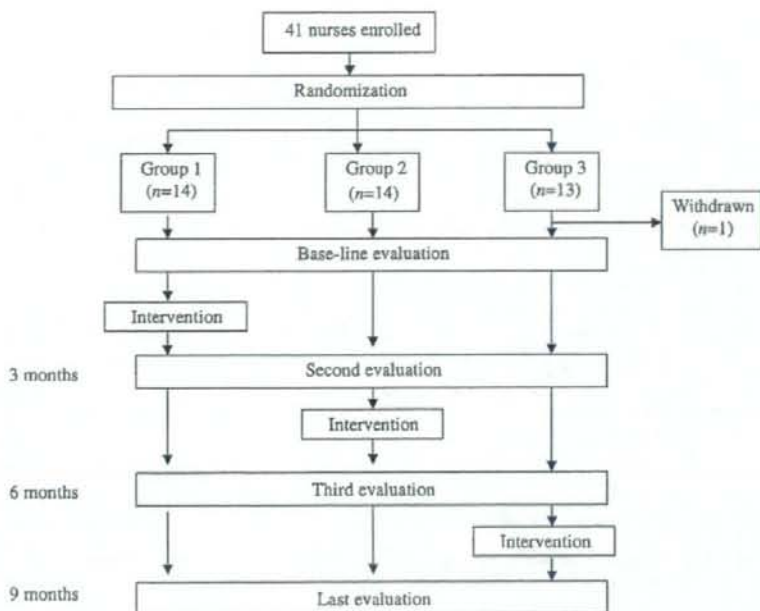 41 nurses enrolled
Randomization
Group 1
(n=14)
Group 2
(n=14)
Group 3
(n=13)
Withdrawn
(n=1)
Base-line evaluation
Intervention
3 months
Second evaluation
Intervention
6 months
Third evaluation
Intervention
9 months
Last evaluation